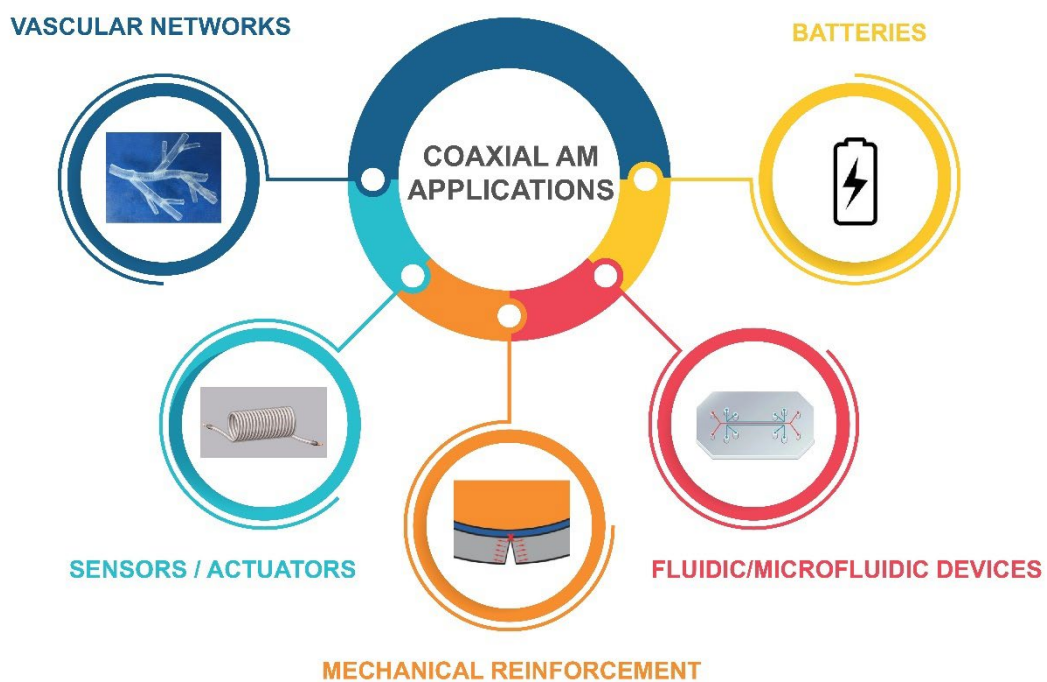 VASCULAR NETWORKS
BATTERIES
COAXIAL AM
APPLICATIONS
SENSORS / ACTUATORS
FLUIDIC/MICROFLUIDIC DEVICES
MECHANICAL REINFORCEMENT